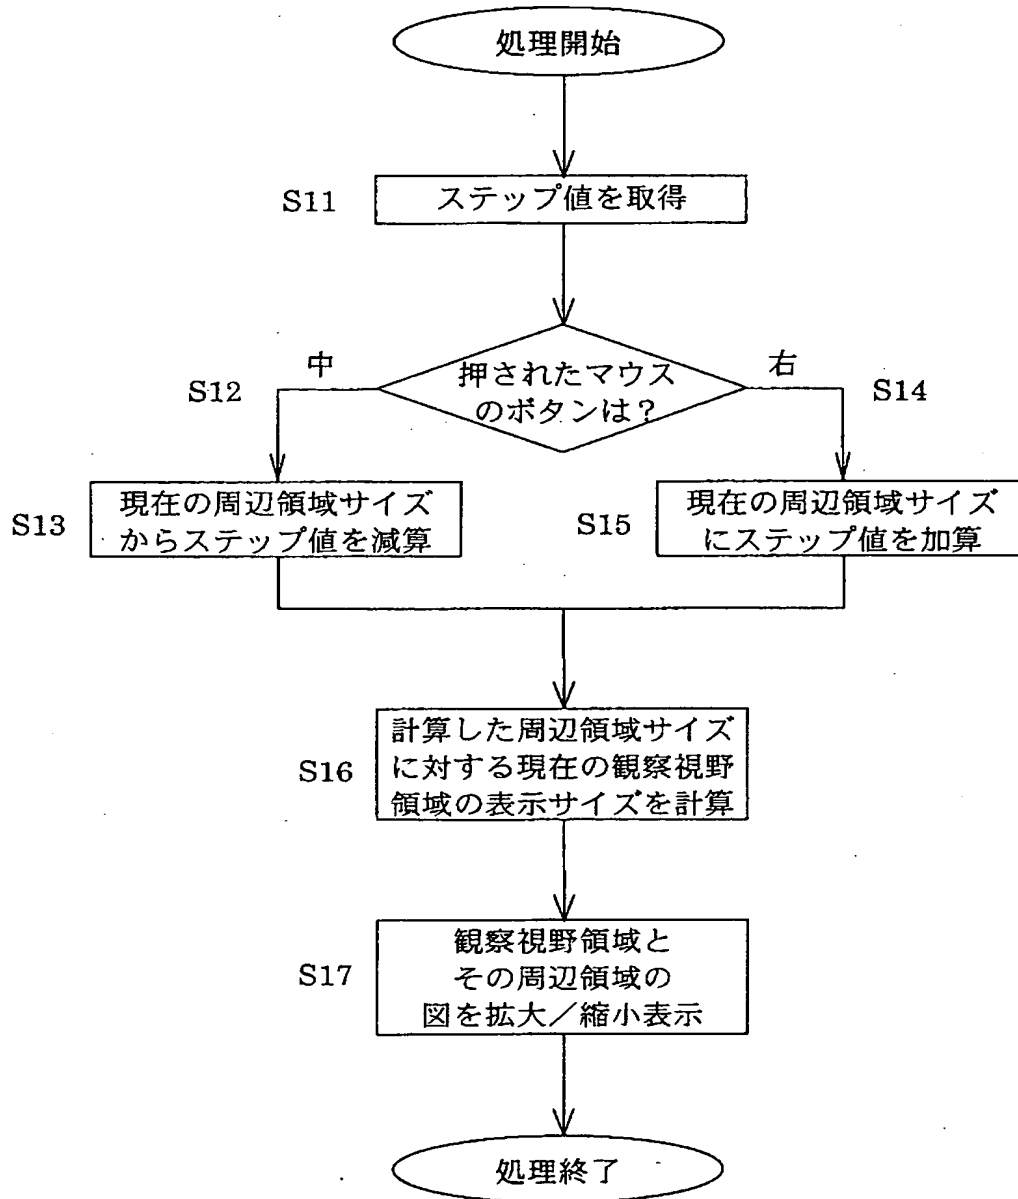 処理開始
S11
ステップ値を取得
中
右
S12
押されたマウス
のボタンは？
S14
S13
現在の周辺領域サイズ
からステップ値を減算
S15
現在の周辺領域サイズ
にステップ値を加算
S16
計算した周辺領域サイズ
に対する現在の観察視野
領域の表示サイズを計算
S17
観察視野領域と
その周辺領域の
図を拡大／縮小表示
処理終了